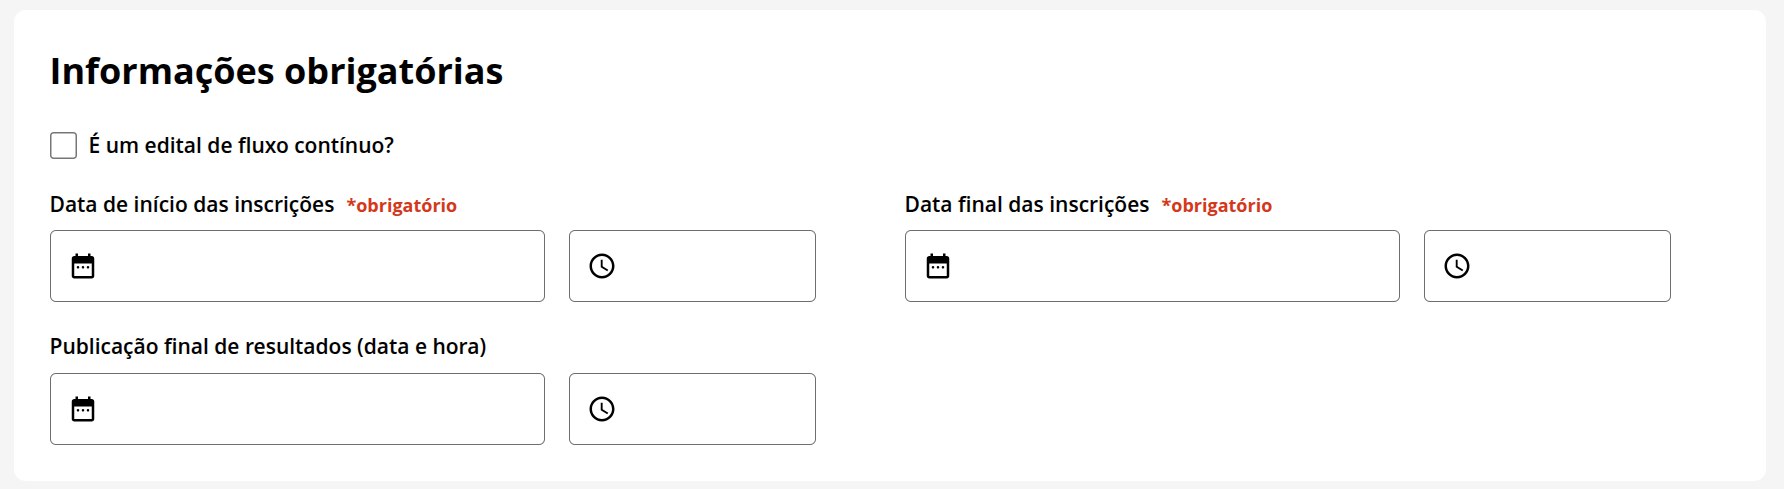 Informações obrigatórias
É um edital de fluxo contínuo?
Data de início das inscrições *obrigatório
Data final das inscrições *obrigatório
Publicação final de resultados (data e hora)